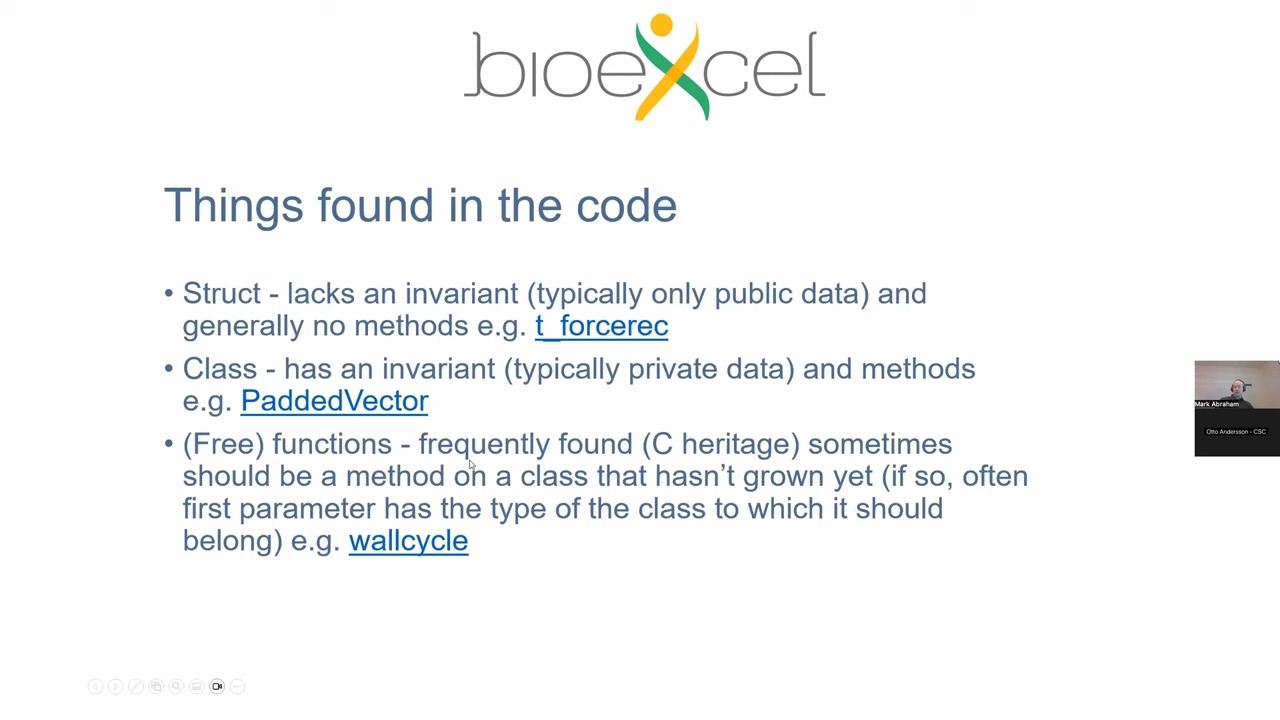 bioexcel
Things found in the code
• Struct - lacks an invariant (typically only public data) and
generally no methods e.g. t_forcerec
• Class - has an invariant (typically private data) and methods
e.g. PaddedVector
• (Free) functions - frequently found (C heritage) sometimes
should be a method on a class that hasn’t grown yet (if so, often
first parameter has the type of the class to which it should
belong) e.g. wallcycle
Mark Abraham
Otto Andersson - CSC